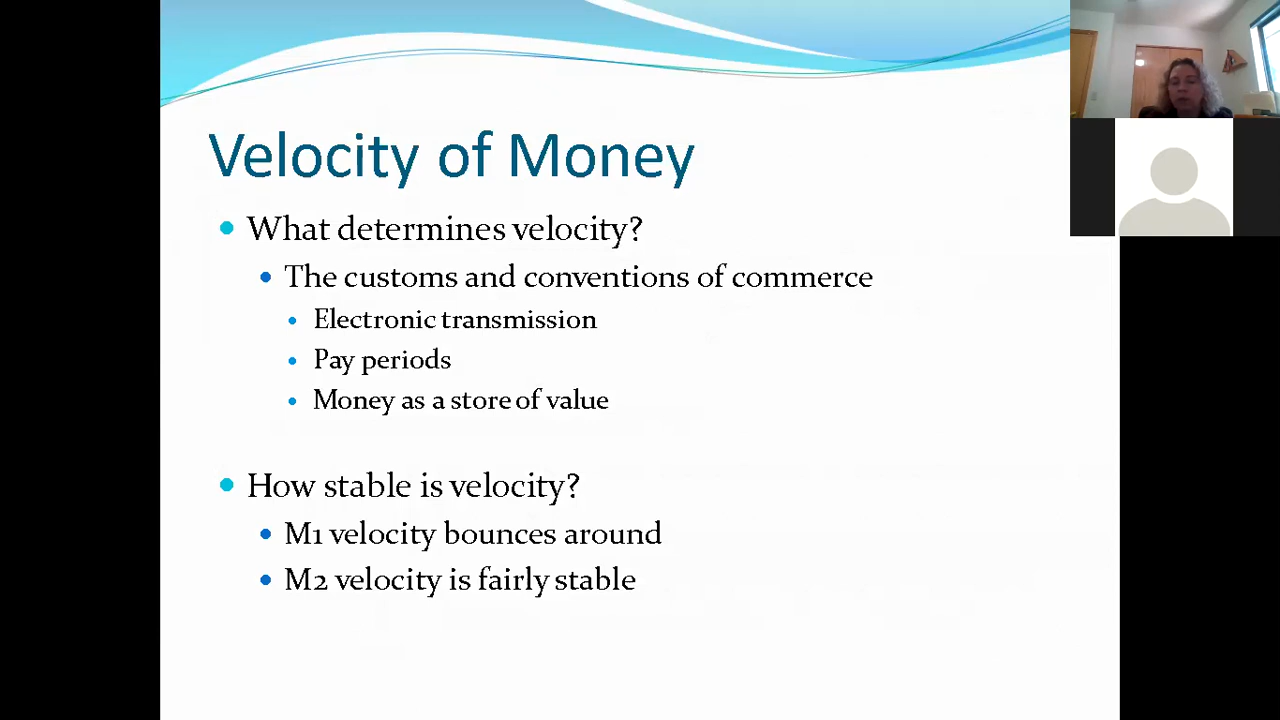 Velocity of Money
What determines velocity?
The customs and conventions of commerce
Electronic transmission
Pay periods
Money as a store of value
How stable is velocity?
M1 velocity bounces around
M2 velocity is fairly stable